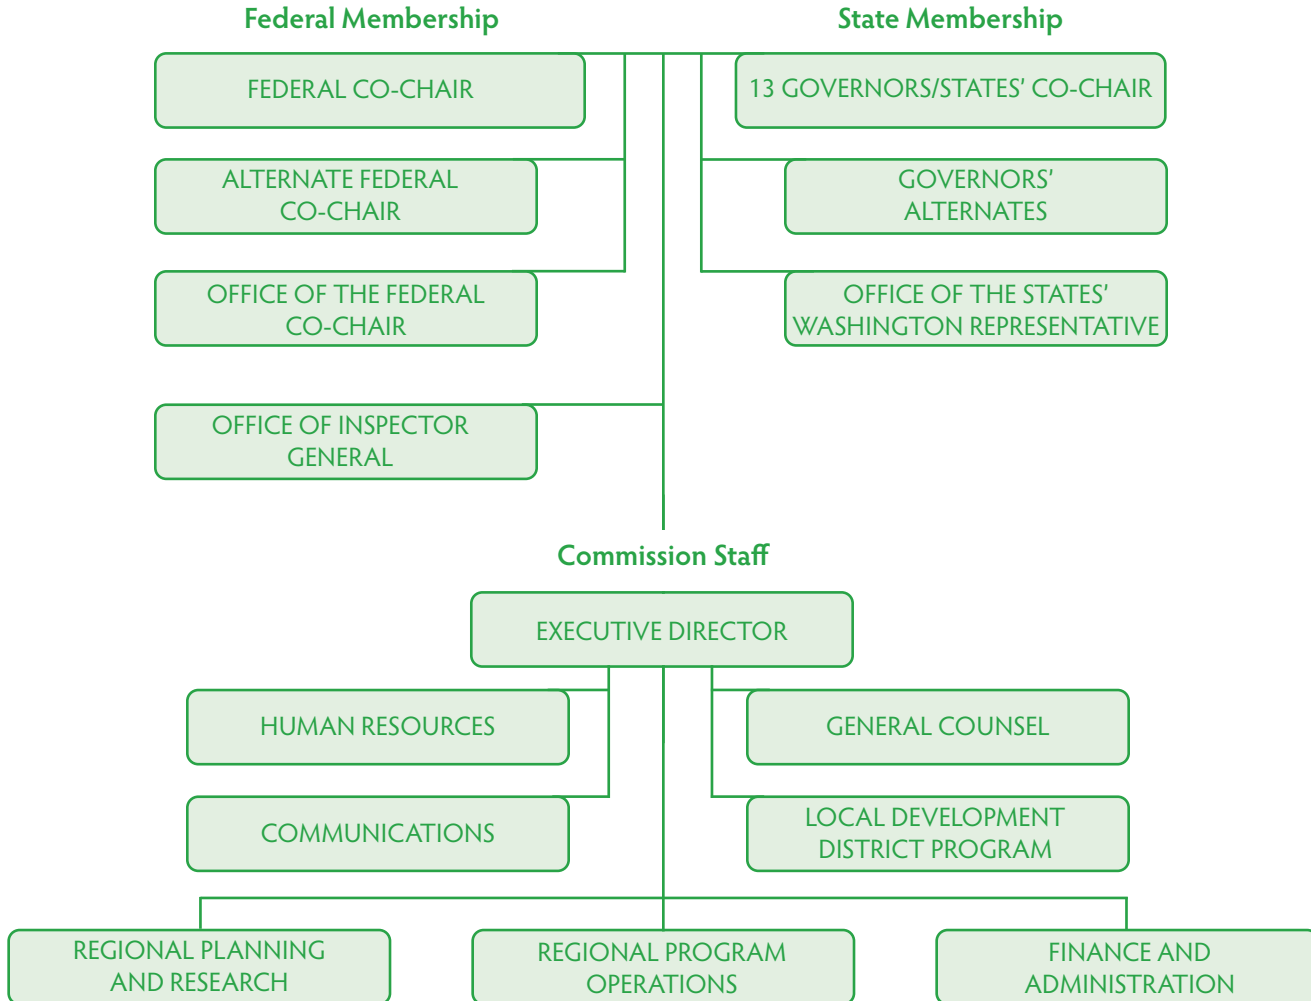 Federal Membership
State Membership
FEDERAL CO-CHAIR
13 GOVERNORS/STATES’ CO-CHAIR
ALTERNATE FEDERAL
CO-CHAIR
GOVERNORS’
ALTERNATES
OFFICE OF THE FEDERAL
CO-CHAIR
OFFICE OF THE STATES’
WASHINGTON REPRESENTATIVE
OFFICE OF INSPECTOR
GENERAL
Commission Staff
EXECUTIVE DIRECTOR
HUMAN RESOURCES
GENERAL COUNSEL
COMMUNICATIONS
LOCAL DEVELOPMENT
DISTRICT PROGRAM
REGIONAL PLANNING
AND RESEARCH
REGIONAL PROGRAM
OPERATIONS
FINANCE AND
ADMINISTRATION